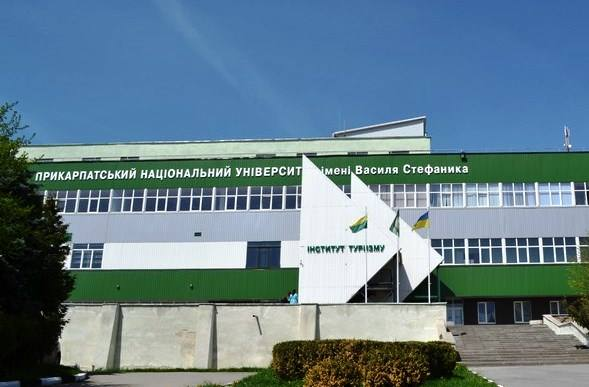 ПРИКАРПАТСЬКИЙ НАЦІОНАЛЬНИЙ УНІВЕРСИТ імені Василя Стефаника
ІНСТИТУТ ТУРИЗМУ